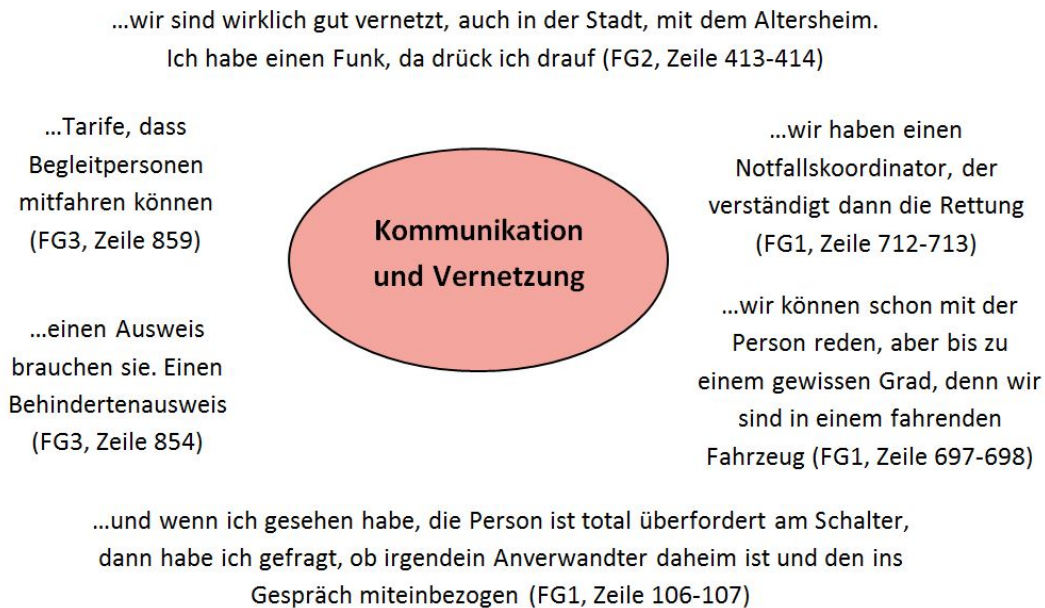 ...wir sind wirklich gut vernetzt, auch in der Stadt, mit dem Altersheim.
Ich habe einen Funk, da drück ich drauf (FG2, Zeile 413-414)
...Tarife, dass
Begleitpersonen
mitfahren können
(FG3, Zeile 859)
...einen Ausweis
brauchen sie. Einen
Behindertenausweis
(FG3, Zeile 854)
Kommunikation
und Vernetzung
...wir haben einen
Notfallskoordinator, der
verständigt dann die Rettung
(FG1, Zeile 712-713)
...wir können schon mit der
Person reden, aber bis zu
einem gewissen Grad, denn wir
sind in einem fahrenden
Fahrzeug (FG1, Zeile 697-698)
...und wenn ich gesehen habe, die Person ist total überfordert am Schalter,
dann habe ich gefragt, ob irgendein Anverwandter daheim ist und den ins
Gespräch miteinbezogen (FG1, Zeile 106-107)